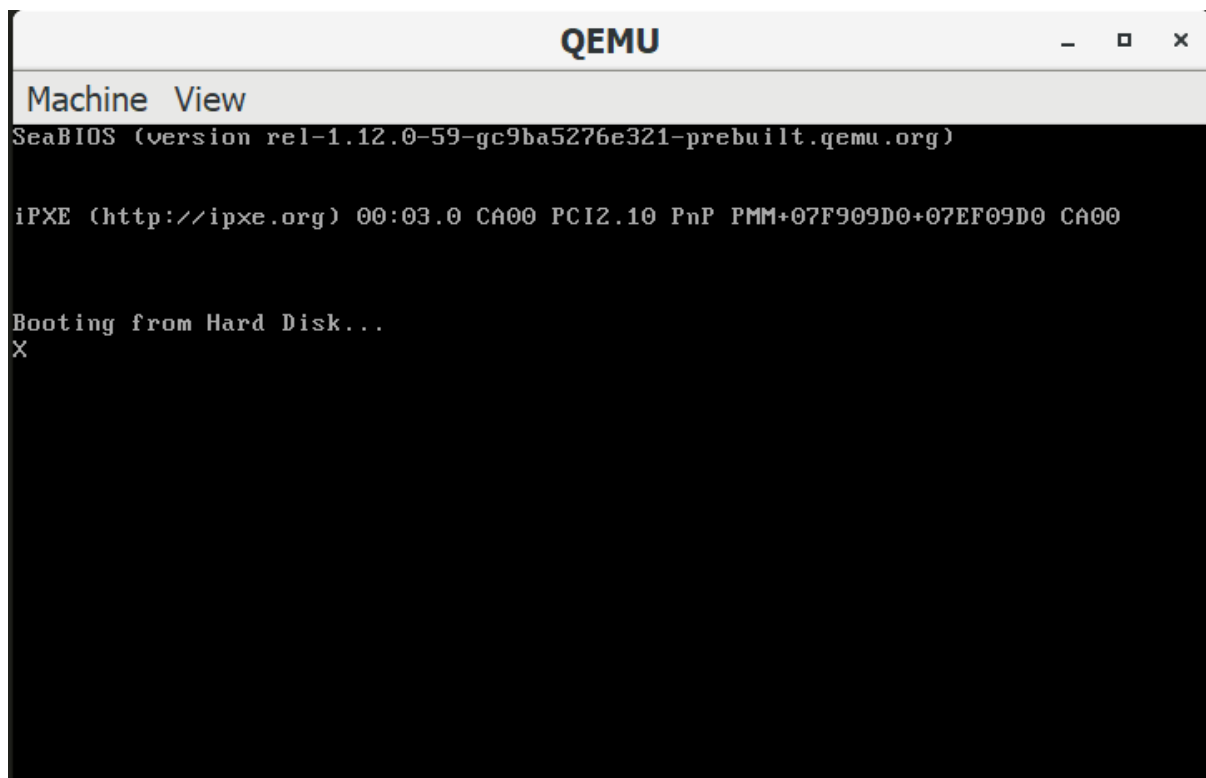 QEMU
Machine View
SeaBIOS (version rel-1.12.0-59-gc9ba5276e321-prebuilt.qemu.org)
iPXE (http://ipxe.org) 00:03.0 CA00 PCI2.10 PnP PMM+07F909D0+07EF09D0 CA00
Booting from Hard Disk...
X